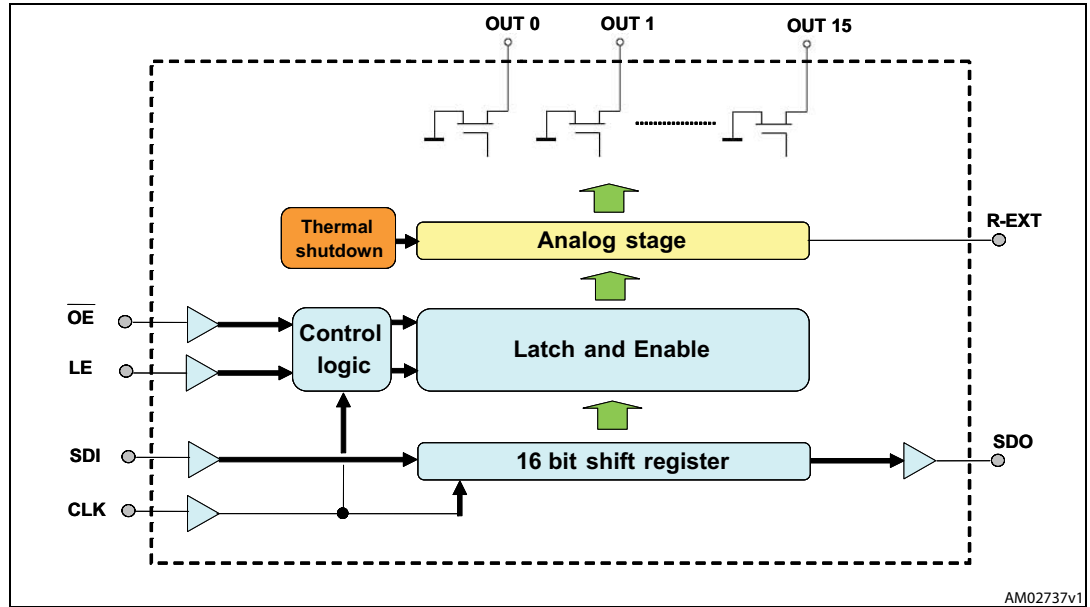 OUT 0
OUT 1
OUT 15
Thermal
shutdown
Analog stage
R-EXT
OE
LE
Control
logic
Latch and Enable
SDI
16 bit shift register
SDO
CLK
AM02737v1